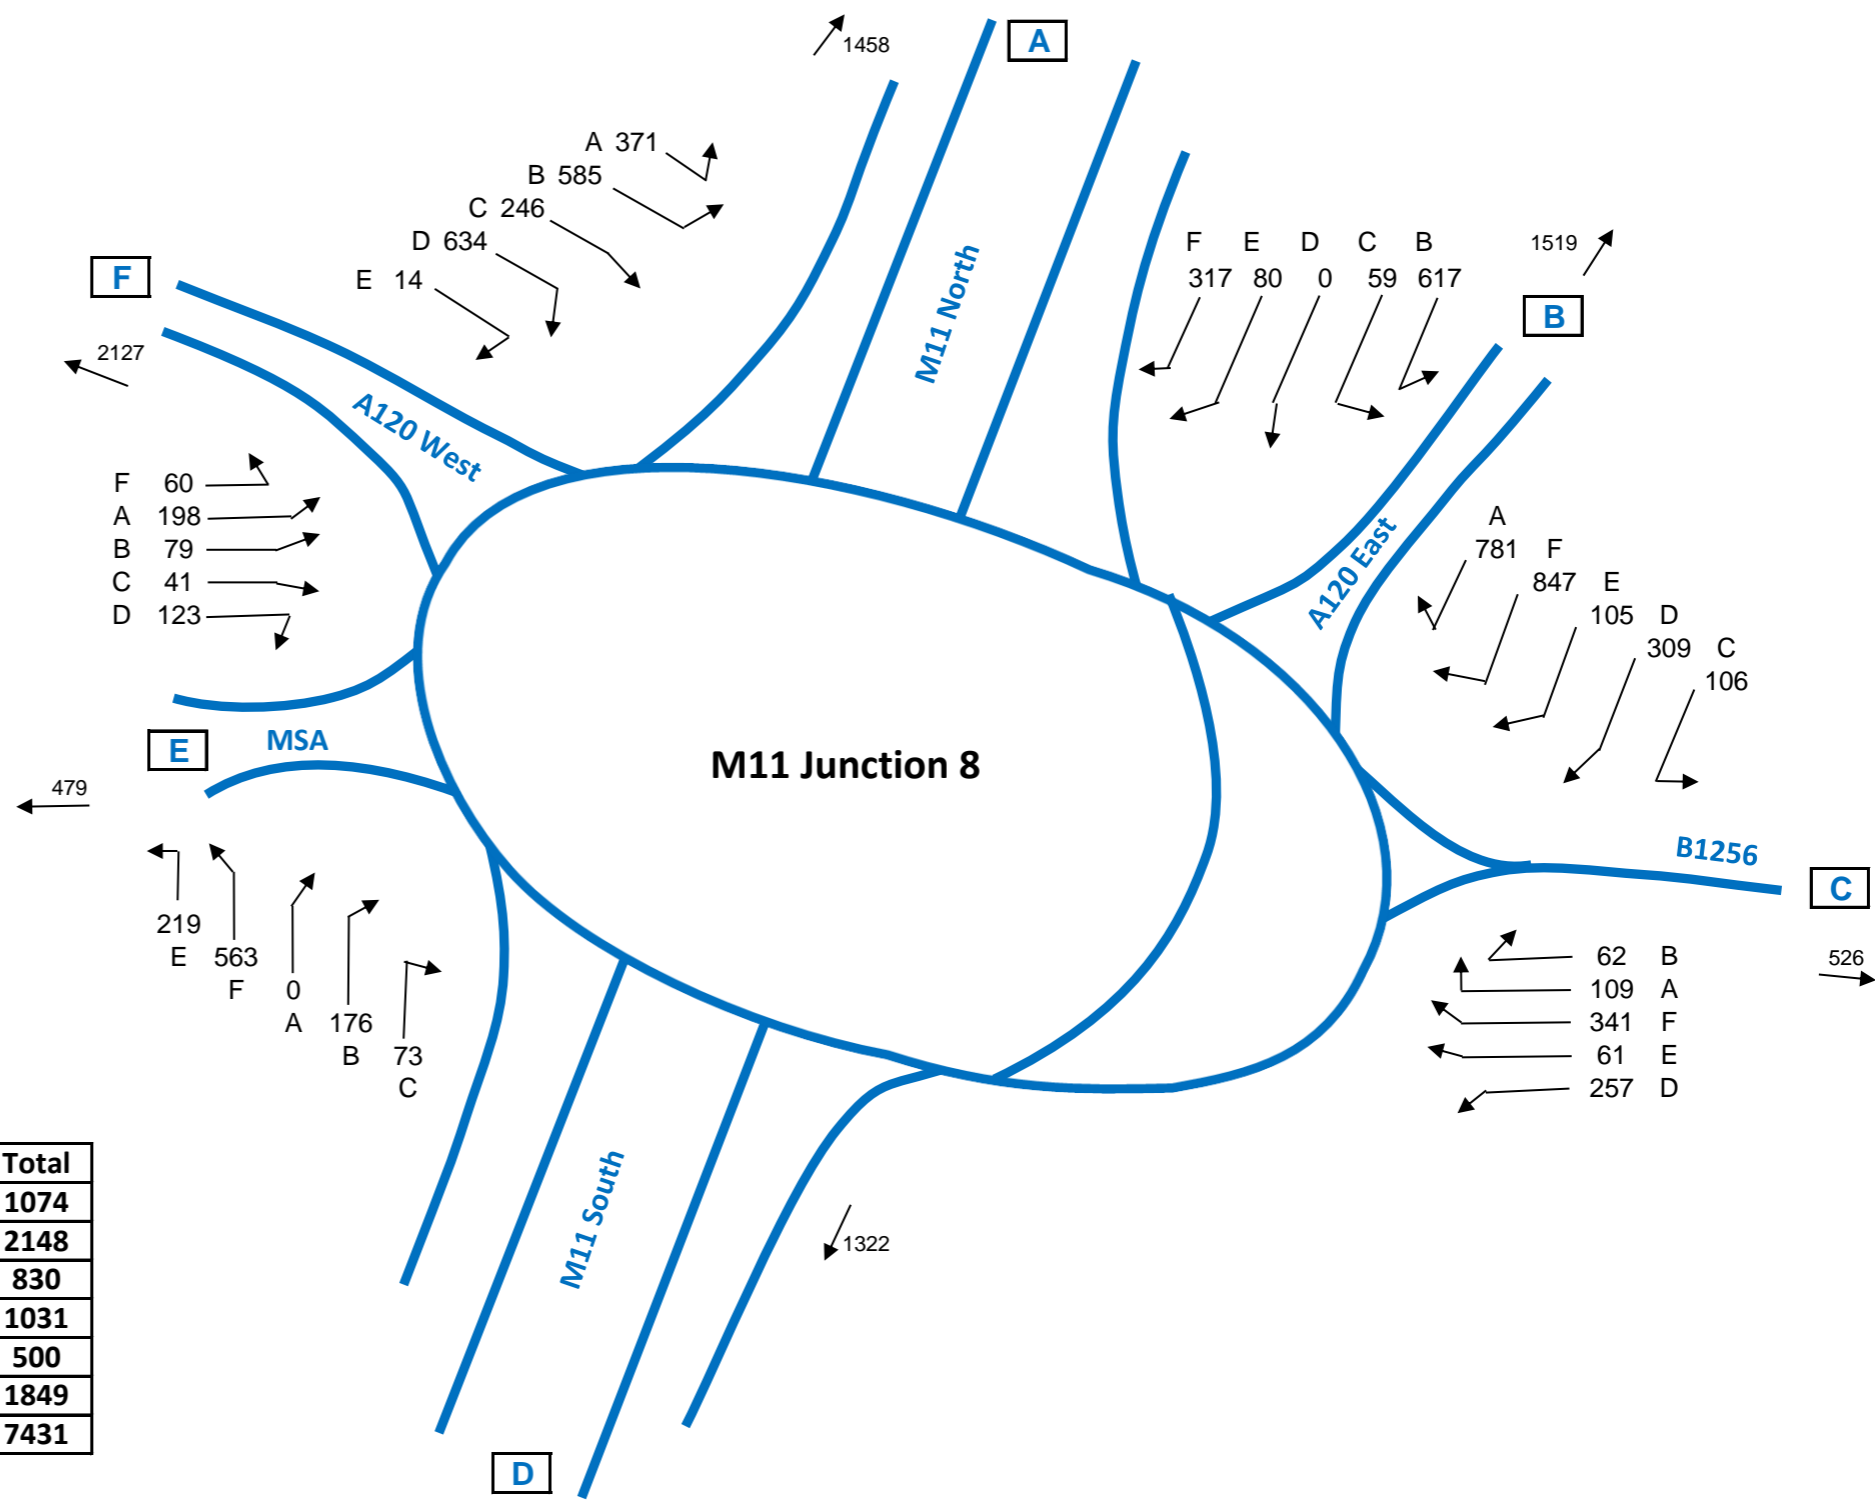 1458
A
A 371
B 585
C 246
D 634
E 14
F
2127
A120 West
M11 North
F E D C B
317 80 0 59 617
1519
B
A120 East
A
781 F
847 E
105 D
309 C
106
F 60
A 198
B 79
C 41
D 123
E
MSA
479
M11 Junction 8
B1256
C
526
219
E 563
F 0
A 176
B 73
C
62 B
109 A
341 F
61 E
257 D
Total
1074
2148
830
1031
500
1849
7431
M11 South
1322
D